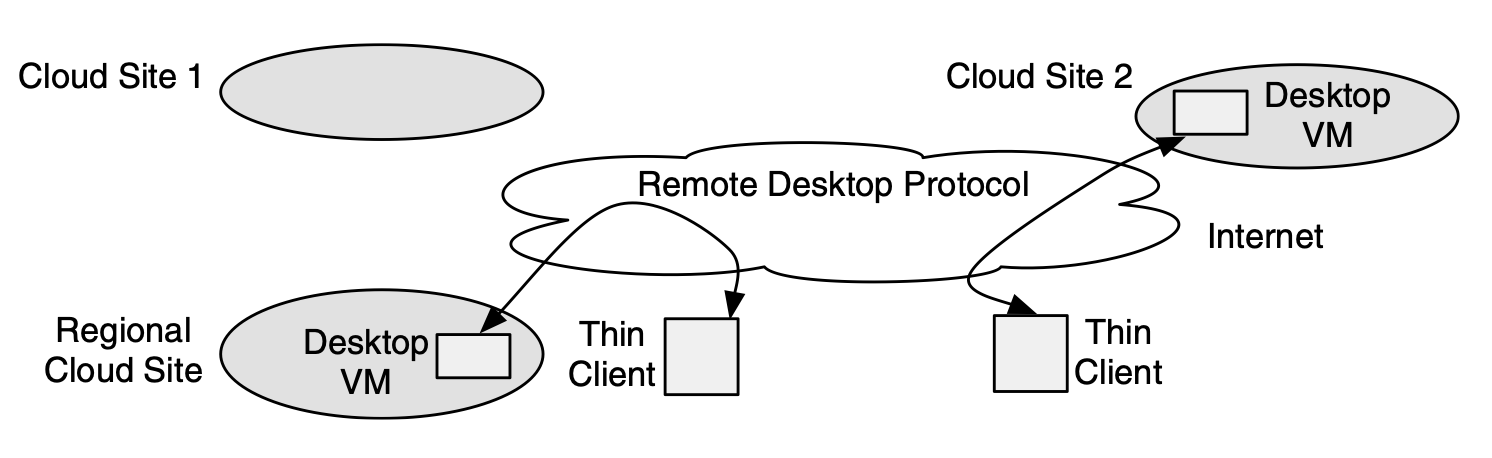 Cloud Site 1
Cloud Site 2
Desktop
VM
Remote Desktop Protocol
Internet
Regional
Cloud Site
Desktop
VM
Thin
Client
Thin
Client